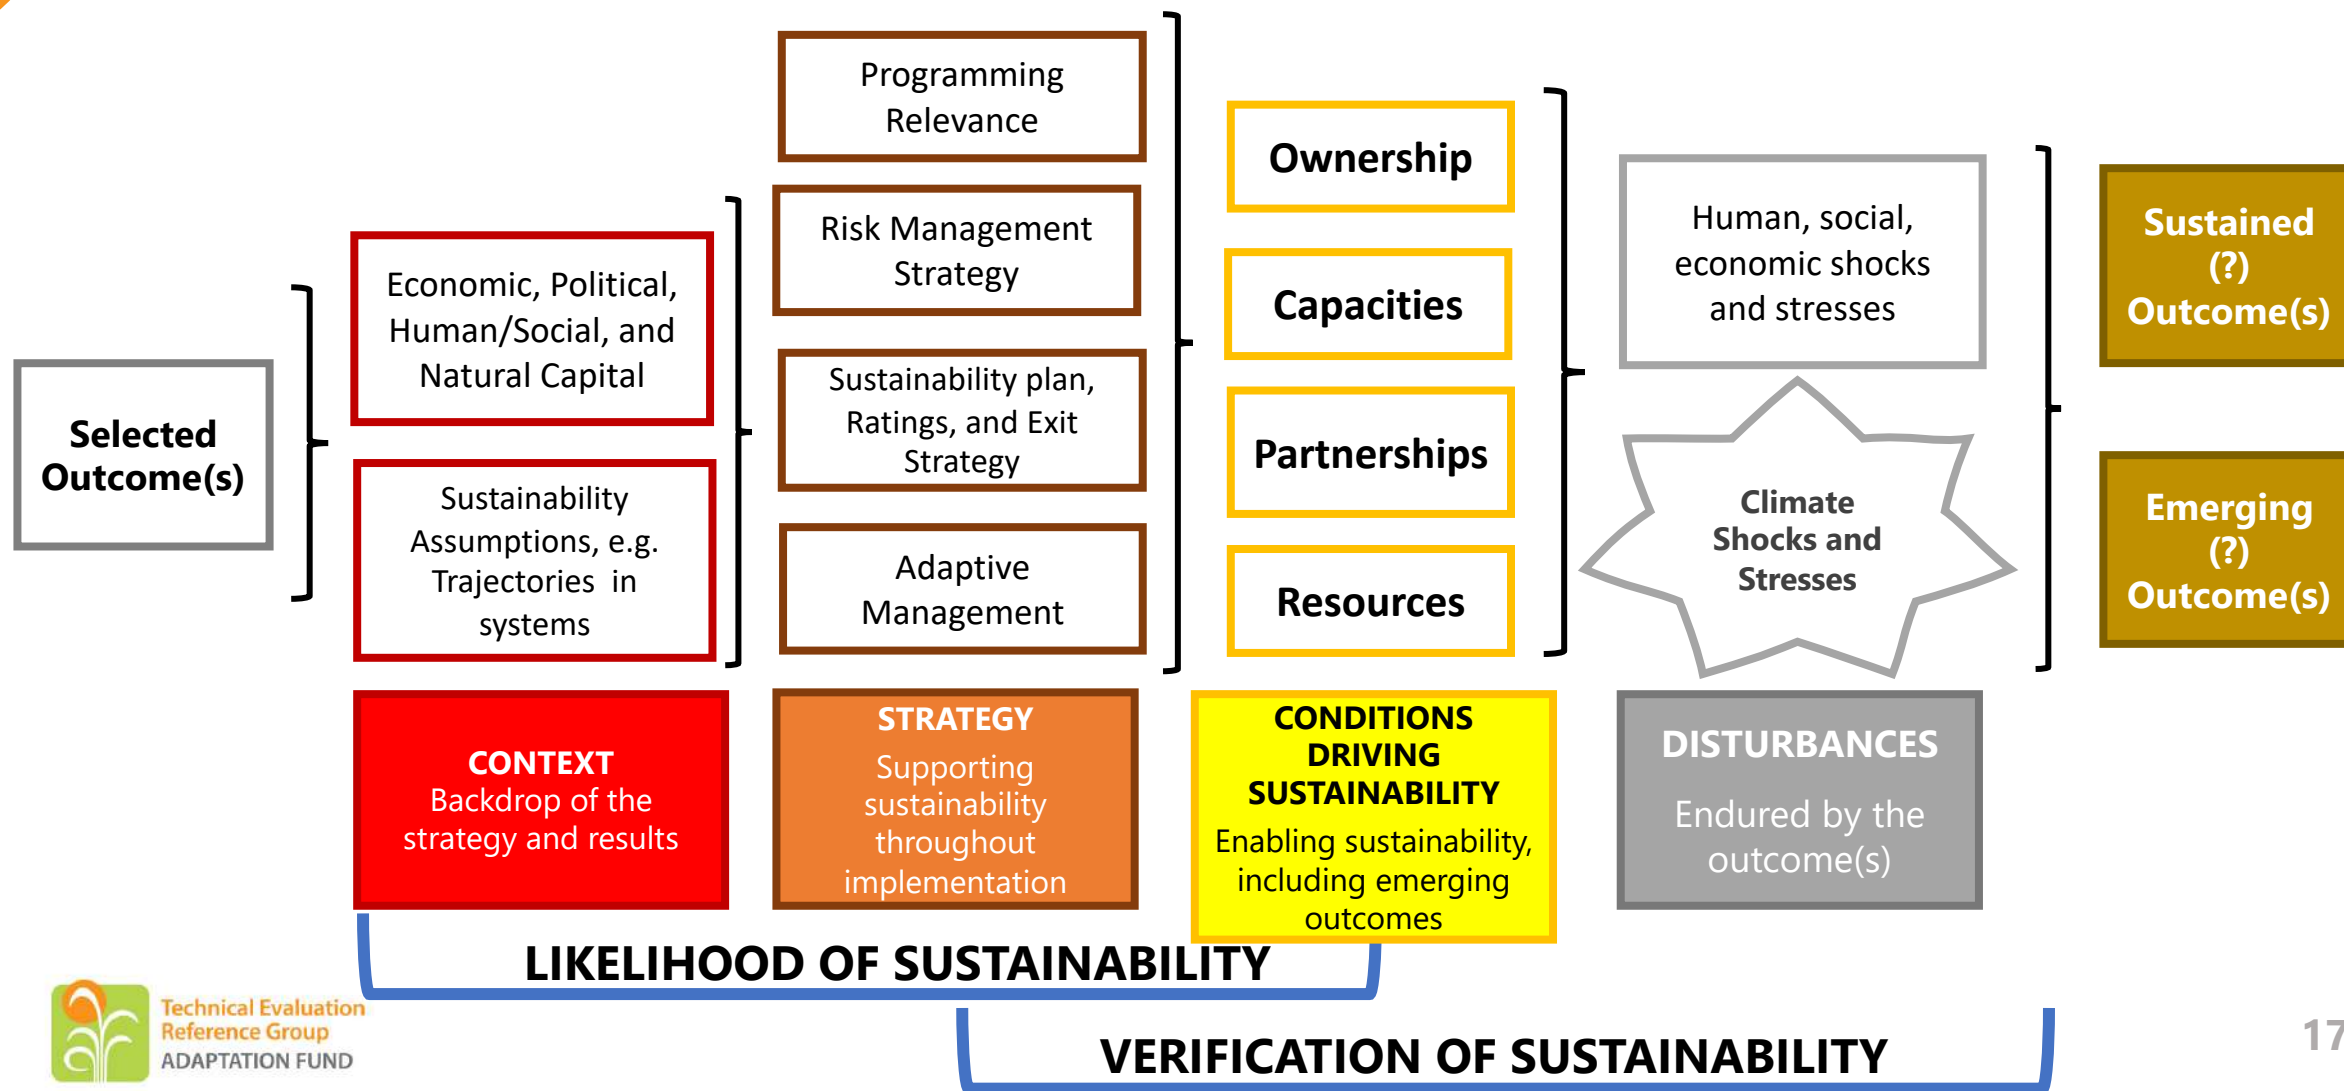 Selected
Outcome(s)
Economic, Political,
Human/Social, and
Natural Capital
Sustainability
Assumptions, e.g.
Trajectories in
systems
CONTEXT
Backdrop of the
strategy and results
Programming
Relevance
Risk Management
Strategy
Sustainability plan,
Ratings, and Exit
Strategy
Adaptive
Management
STRATEGY
Supporting
sustainability
throughout
implementation
Ownership
Capacities
Partnerships
Resources
CONDITIONS
DRIVING
SUSTAINABILITY
Enabling sustainability,
including emerging
outcomes
Human, social,
economic shocks
and stresses
Climate
Shocks and
Stresses
DISTURBANCES
Endured by the
outcome(s)
Sustained
(?)
Outcome(s)
Emerging
(?)
Outcome(s)
LIKELIHOOD OF SUSTAINABILITY
VERIFICATION OF SUSTAINABILITY
Technical Evaluation
Reference Group
ADAPTATION FUND
17